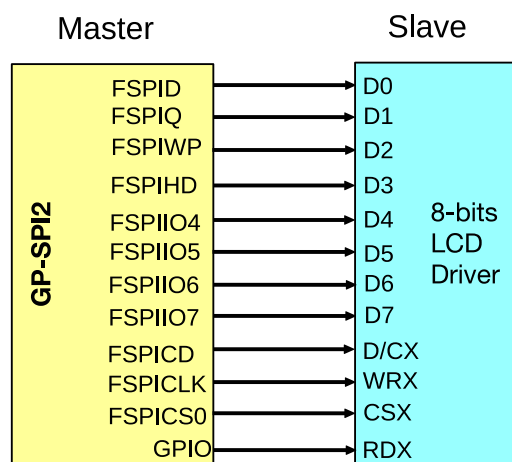 Master
Slave
GP-SPI2
FSPID
D0
FSPIQ
D1
FSPIWP
D2
FSPIHD
D3
FSPIIO4
D4
FSPIIO5
D5
FSPIIO6
D6
FSPIIO7
D7
FSPICD
D/CX
FSPICLK
WRX
FSPICS0
CSX
GPIO
RDX
8-bits
LCD
Driver